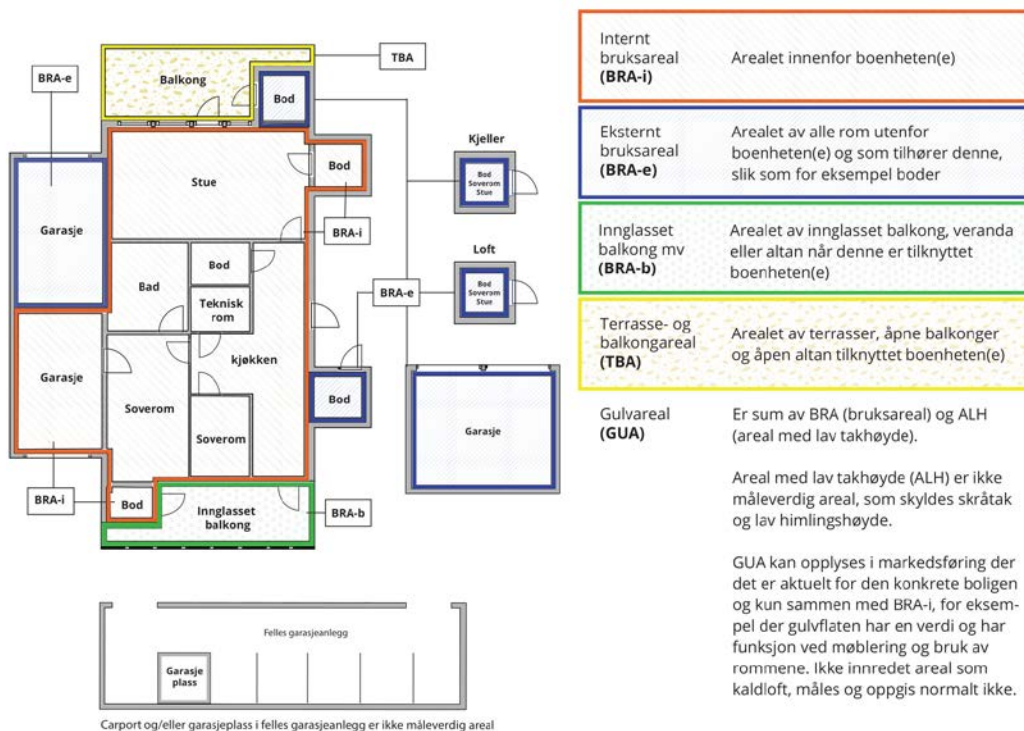 TBA
BRA-e
Balkong
Bod
Kjeller
Bod
Soverom
Stue
Stue
Bod
Garasje
BRA-i
Loft
Bod
Soverom
Stue
Bad
Bod
Teknisk
rom
BRA-e
kjøkken
Garasje
Soverom
Soverom
Bod
Garasje
BRA-i
Bod
Innglasset
balkong
BRA-b
Felles garasjeanlegg
Garasje
plass
Carport og/eller garasjeplass i felles garasjeanlegg er ikke måleverdig areal
Internt
bruksareal
(BRA-i)
Arealet innenfor boenheten(e)
Eksternt
bruksareal
(BRA-e)
Arealet av alle rom utenfor
boenheten(e) og som tilhører denne,
slik som for eksempel boder
Innglasset
balkong mv
(BRA-b)
Arealet av innglasset balkong, veranda
eller altan når denne er tilknyttet
boenheten(e)
Terrasse- og
balkongareal
(TBA)
Arealet av terrasser, åpne balkonger
og åpen altan tilknyttet boenheten(e)
Gulvareal
(GUA)
Er sum av BRA (bruksareal) og ALH
(areal med lav takhøyde).
Areal med lav takhøyde (ALH) er ikke
måleverdig areal, som skyldes skråtak
og lav himlingshøyde.
GUA kan opplyses i markedsføring der
det er aktuelt for den konkrete boligen
og kun sammen med BRA-i, for eksem-
pel der gulvflaten har en verdi og har
funksjon ved møblering og bruk av
rommene. Ikke innredet areal som
kaldloft, måles og oppgis normalt ikke.